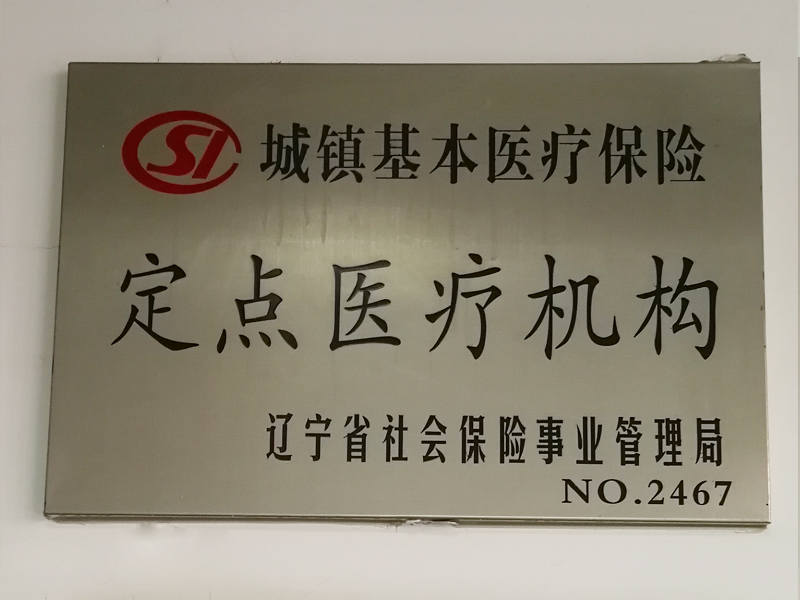 SI 城镇基本医疗保险
定点医疗机构
辽宁省社会保险事业管理局
NO.2467